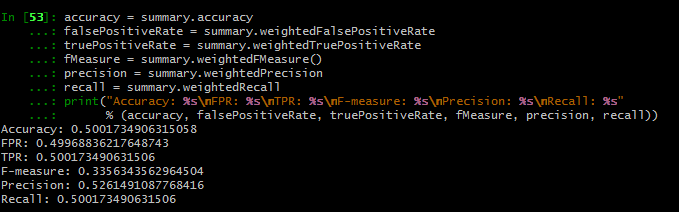 In [53]: accuracy = summary.accuracy
    ...: falsePositiveRate = summary.weightedFalsePositiveRate
    ...: truePositiveRate = summary.weightedTruePositiveRate
    ...: fMeasure = summary.weightedFMeasure()
    ...: precision = summary.weightedPrecision
    ...: recall = summary.weightedRecall
    ...: print("Accuracy: %s\nFPR: %s\nTPR: %s\nF-measure: %s\nPrecision: %s\nRecall: %s"
    ...:       % (accuracy, falsePositiveRate, truePositiveRate, fMeasure, precision, recall))
Accuracy: 0.5001734906315058
FPR: 0.49968836217648743
TPR: 0.500173490631506
F-measure: 0.3356343562964504
Precision: 0.5261491087768416
Recall: 0.500173490631506